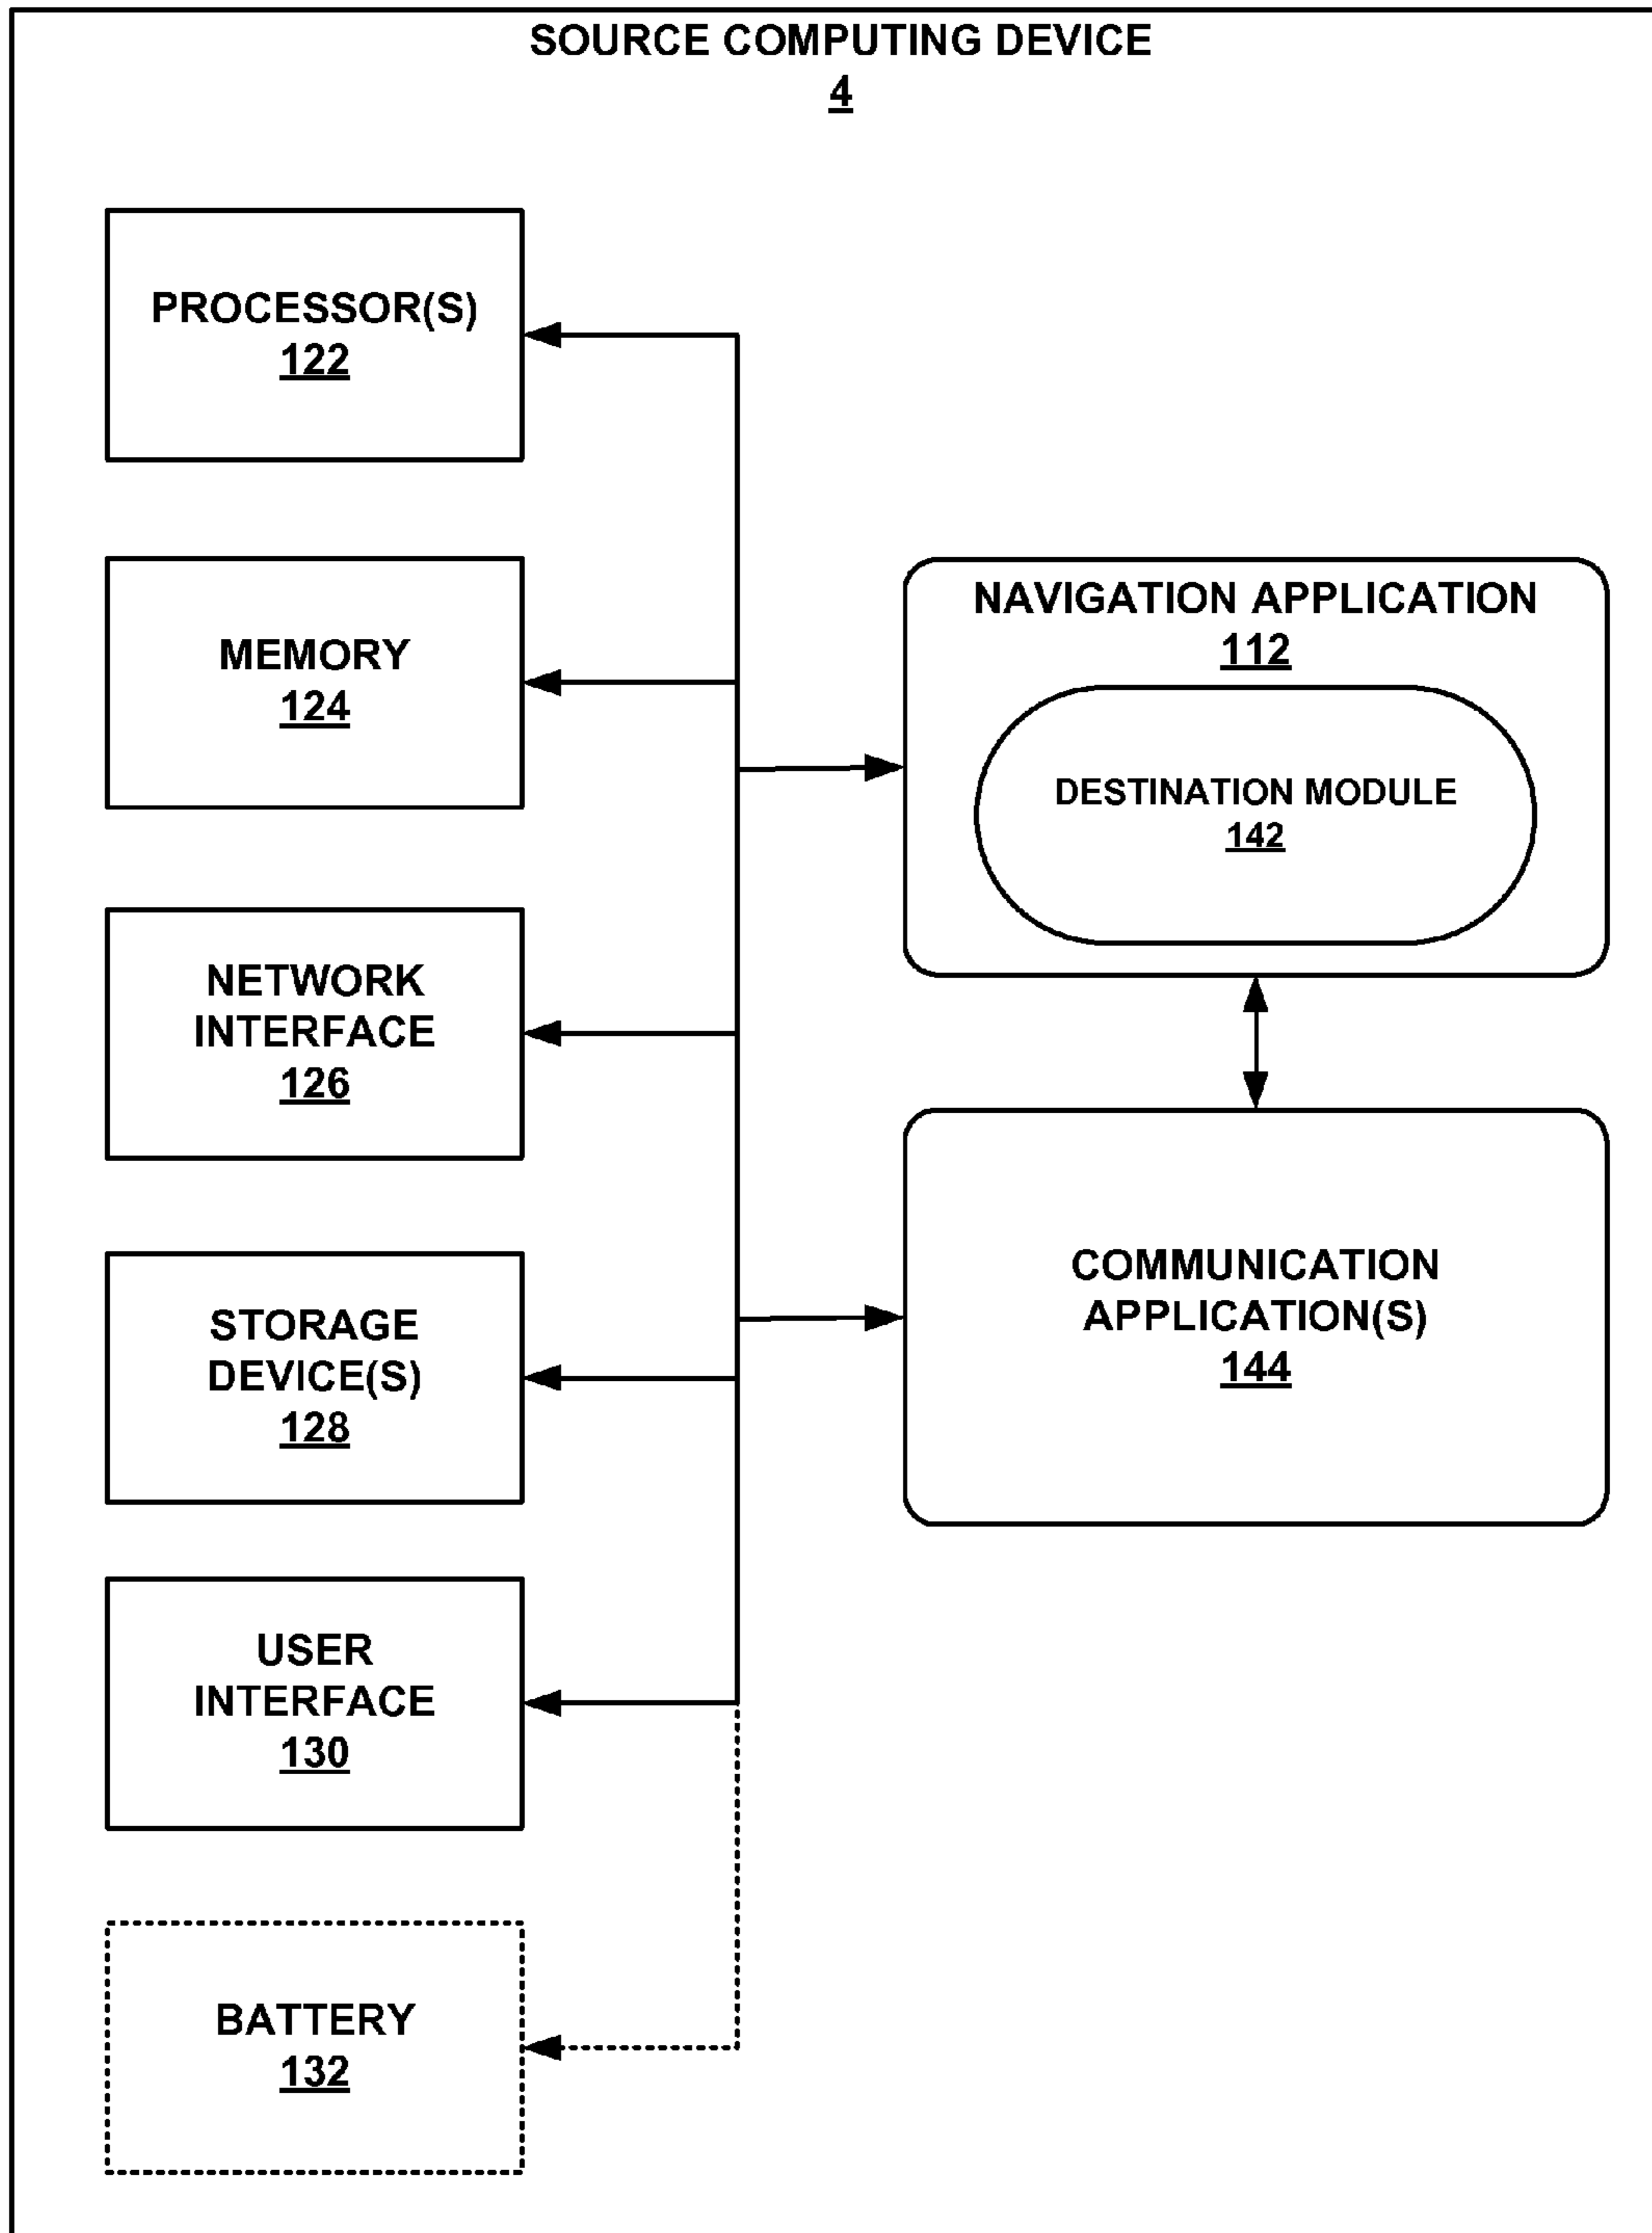 SOURCE COMPUTING DEVICE
4
PROCESSOR(S)
122
MEMORY
124
NETWORK
INTERFACE
126
STORAGE
DEVICE(S)
128
USER
INTERFACE
130
BATTERY
132
NAVIGATION APPLICATION
112
DESTINATION MODULE
142
COMMUNICATION
APPLICATION(S)
144